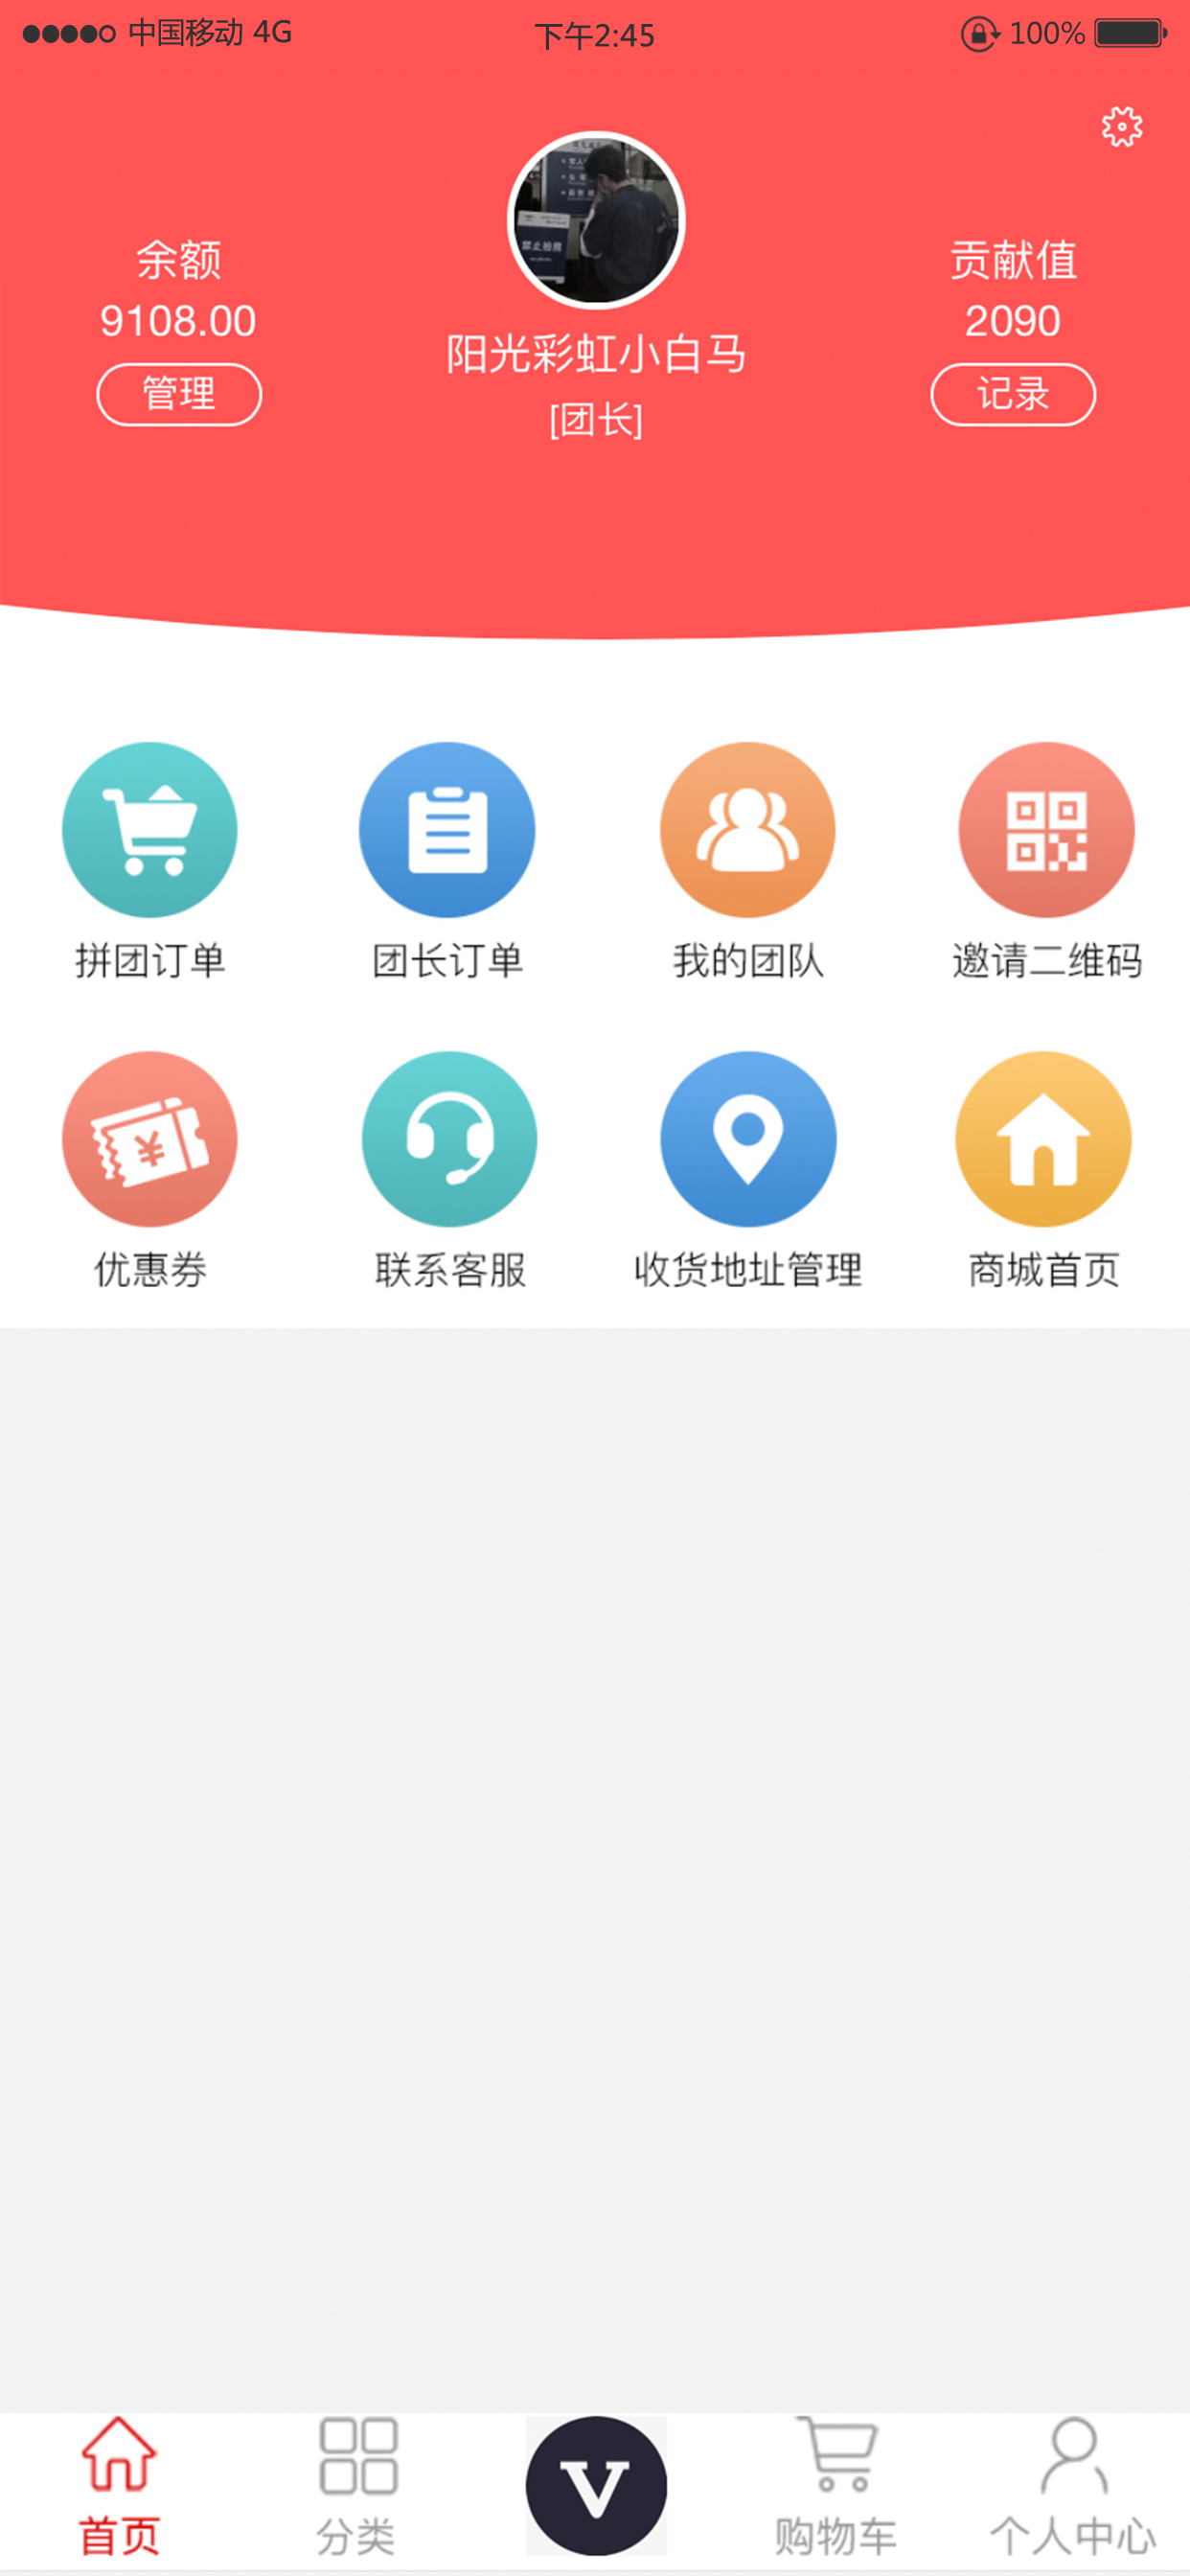 中国移动 4G 下午2:45 100%
余额
9108.00
管理
阳光彩虹小白马
[团长]
贡献值
2090
记录
禁止拍照
拼团订单 团长订单 我的团队 邀请二维码
¥
优惠券 联系客服 收货地址管理 商城首页
V
首页 分类 购物车 个人中心